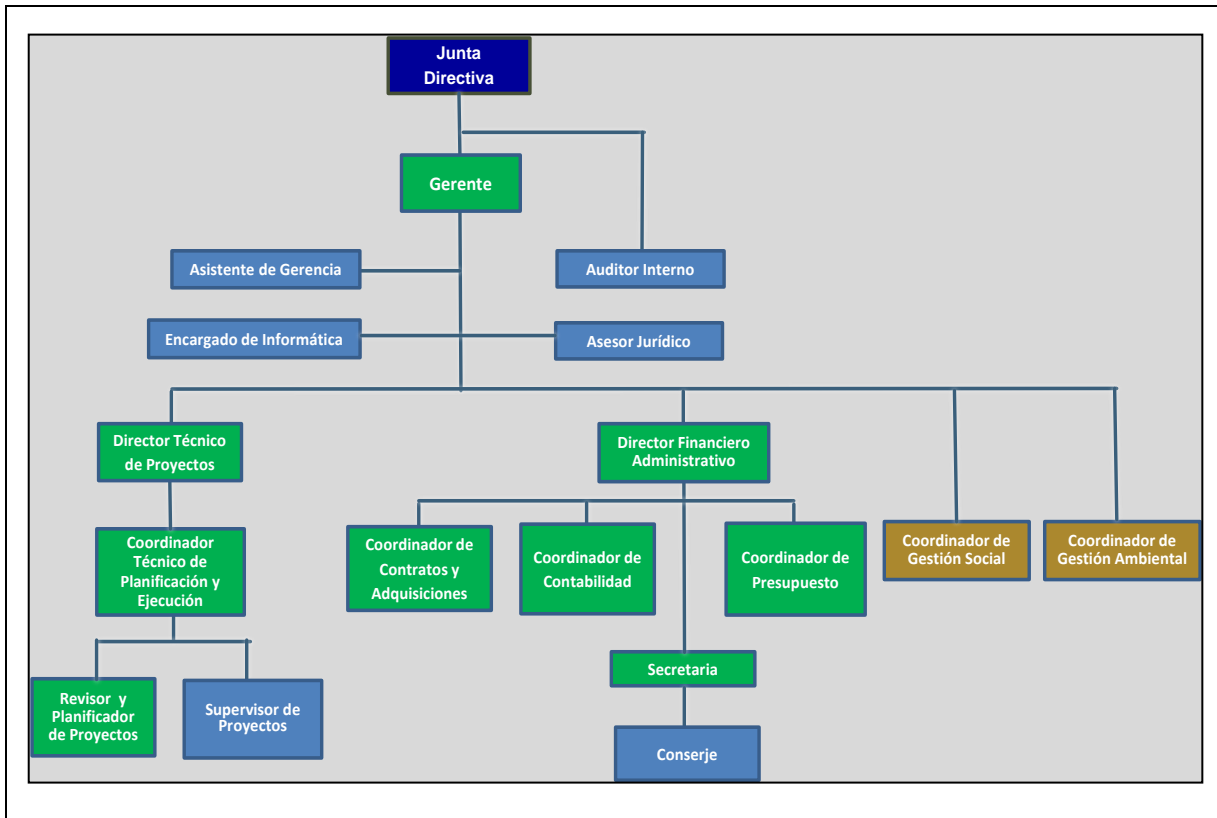 Junta
Directiva
Gerente
Asistente de Gerencia
Auditor Interno
Encargado de Informática
Asesor Jurídico
Director Técnico
de Proyectos
Director Financiero
Administrativo
Coordinador
Técnico de
Planificación y
Ejecución
Coordinador de
Contratos y
Adquisiciones
Coordinador de
Contabilidad
Coordinador de
Presupuesto
Coordinador de
Gestión Social
Coordinador de
Gestión Ambiental
Revisor y
Planificador
de Proyectos
Supervisor de
Proyectos
Secretaria
Conserje